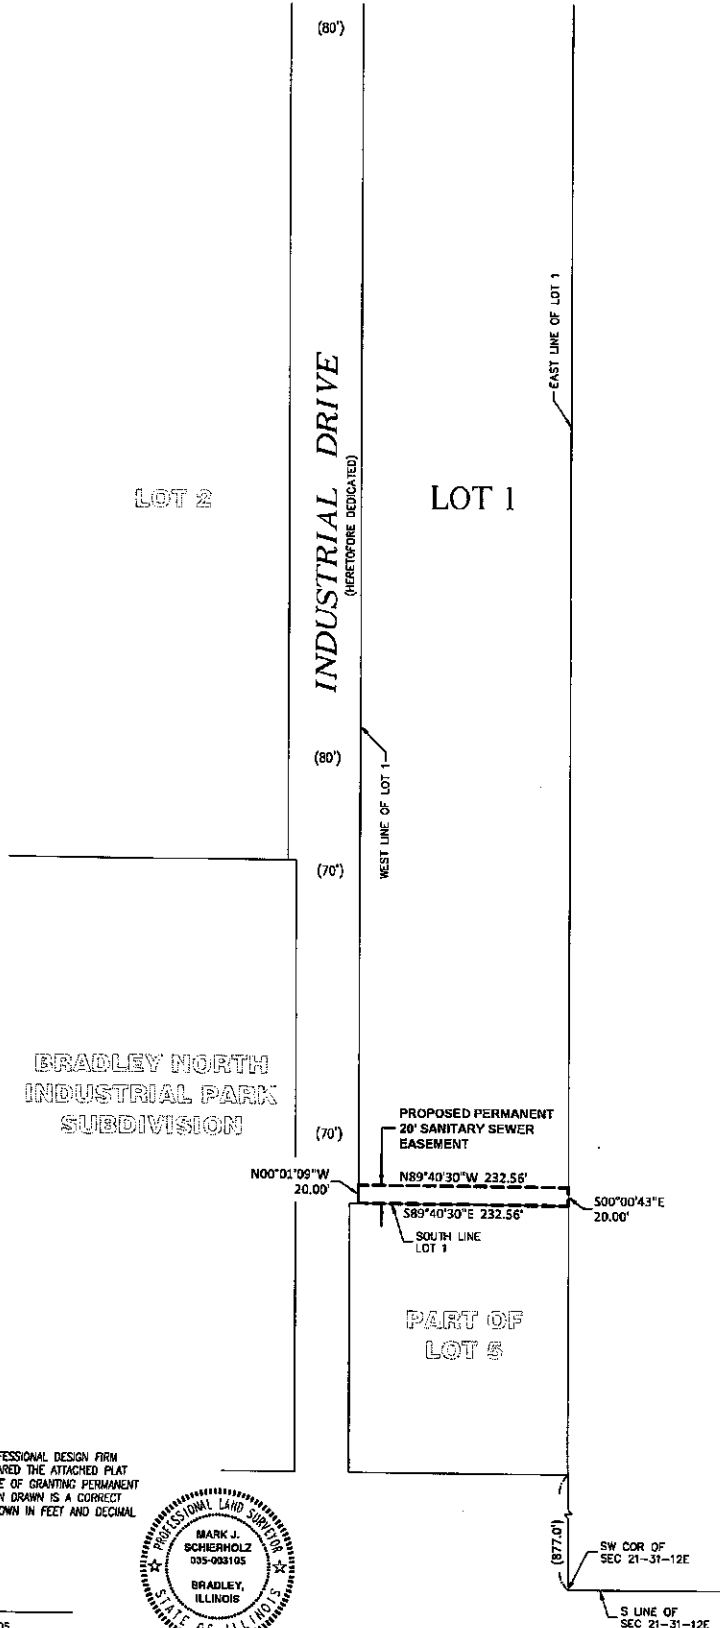 (80')
EAST LINE OF LOT 1
INDUSTRIAL DRIVE
(HERETOFORE DEDICATED)
LOT 2
LOT 1
(80')
WEST LINE OF LOT 1
(70')
BRADLEY NORTH
INDUSTRIAL PARK
SUBDIVISION
(70')
PROPOSED PERMANENT
20' SANITARY SEWER
EASEMENT
N00°01'09"W
20.00'
N89°40'30"W 232.56'
S00°00'43"E
20.00'
S89°40'30"E 232.56'
SOUTH LINE
LOT 1
PART OF
LOT 5
FESSIONAL DESIGN FIRM
ARED THE ATTACHED PLAT
E OF GRANTING PERMANENT
N DRAWN IS A CORRECT
OWN IN FEET AND DECIMAL
PROFESSIONAL LAND SURVEYOR
MARK J.
SCHIERHOLZ
035-003105
BRADLEY,
ILLINOIS
STATE OF ILLINOIS
(877.0')
SW COR OF
SEC 21-31-12E
S LINE OF
SEC 21-31-12E